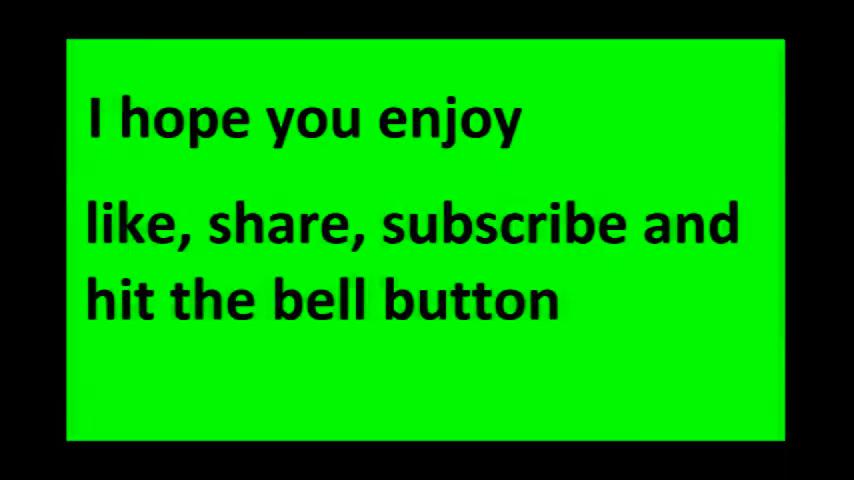 I hope you enjoy
like, share, subscribe and
hit the bell button